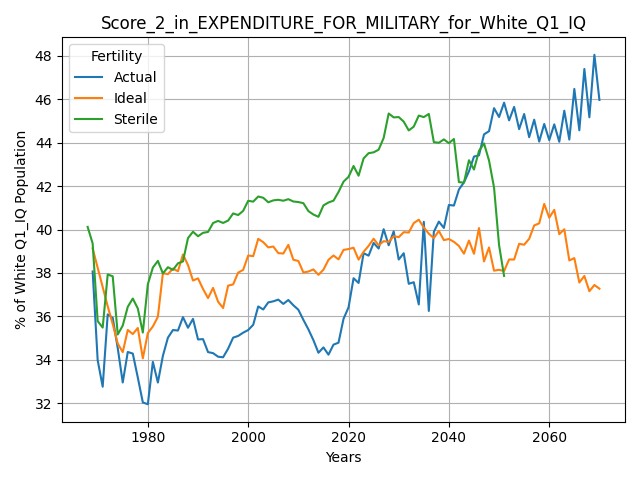 Score_2_in_EXPENDITURE_FOR_MILITARY_for_White_Q1_IQ
Fertility
Actual
Ideal
Sterile
% of White Q1_IQ Population
48
46
44
42
40
38
36
34
32
1980
2000
2020
2040
2060
Years